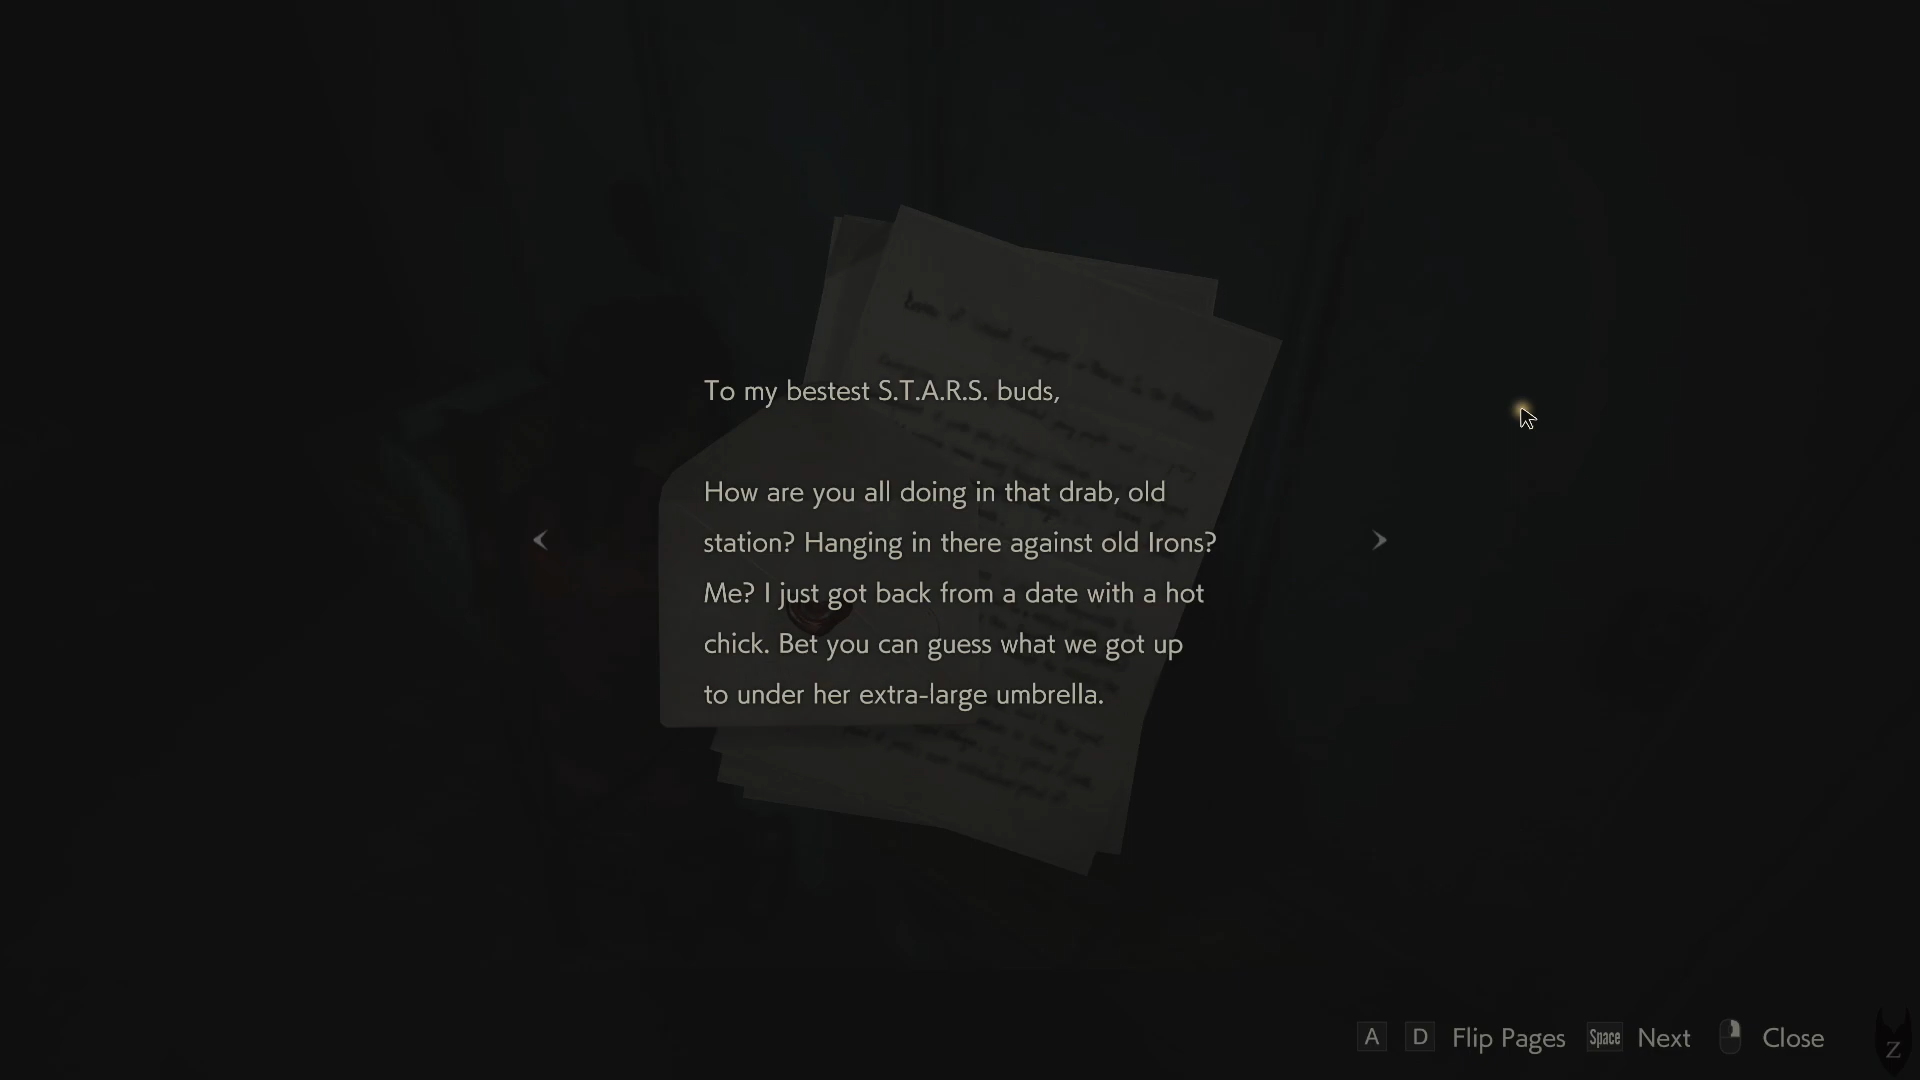 To my bestest S.T.A.R.S. buds,
How are you all doing in that drab, old
station? Hanging in there against old Irons?
Me? I just got back from a date with a hot
chick. Bet you can guess what we got up
to under her extra-large umbrella.
A D Flip Pages Space Next Close
Z